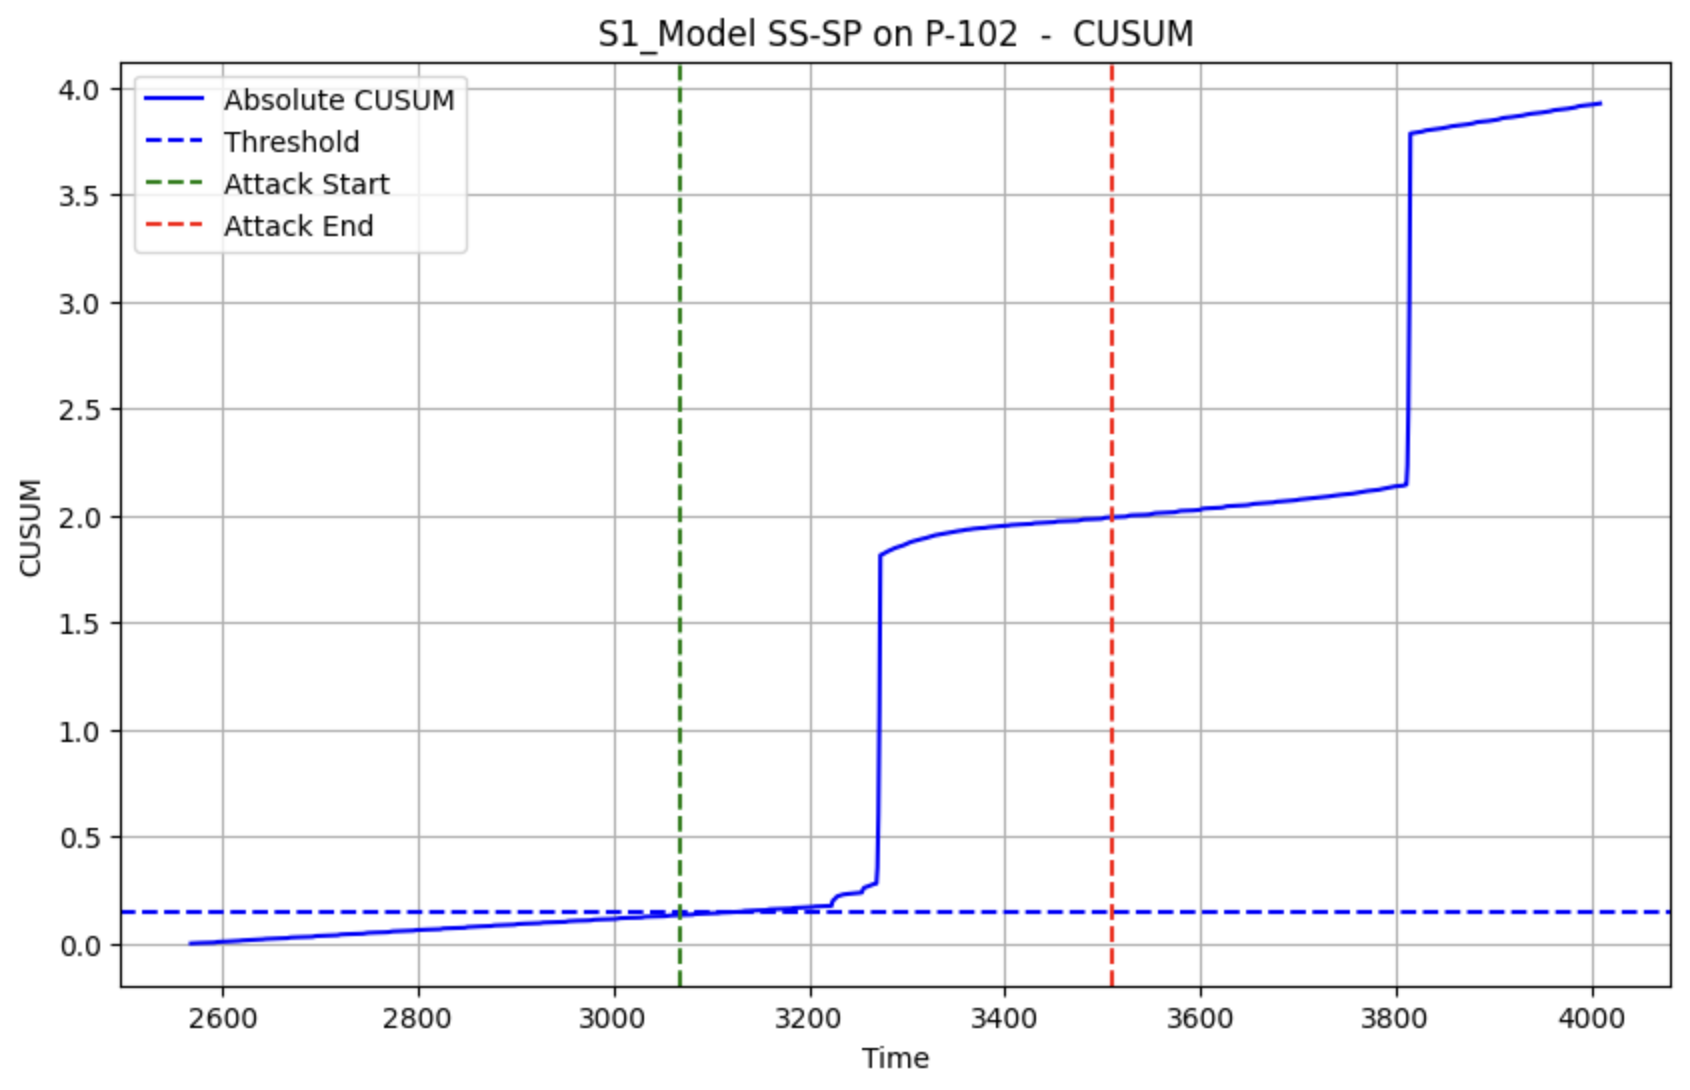 S1_Model SS-SP on P-102 - CUSUM
Absolute CUSUM
Threshold
Attack Start
Attack End
4.0
3.5
3.0
2.5
2.0
1.5
1.0
0.5
0.0
CUSUM
2600 2800 3000 3200 3400 3600 3800 4000
Time